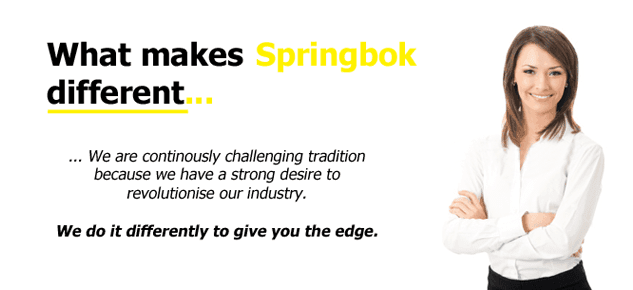 What makes Springbok
different...
... We are continously challenging tradition
because we have a strong desire to
revolutionise our industry.
We do it differently to give you the edge.